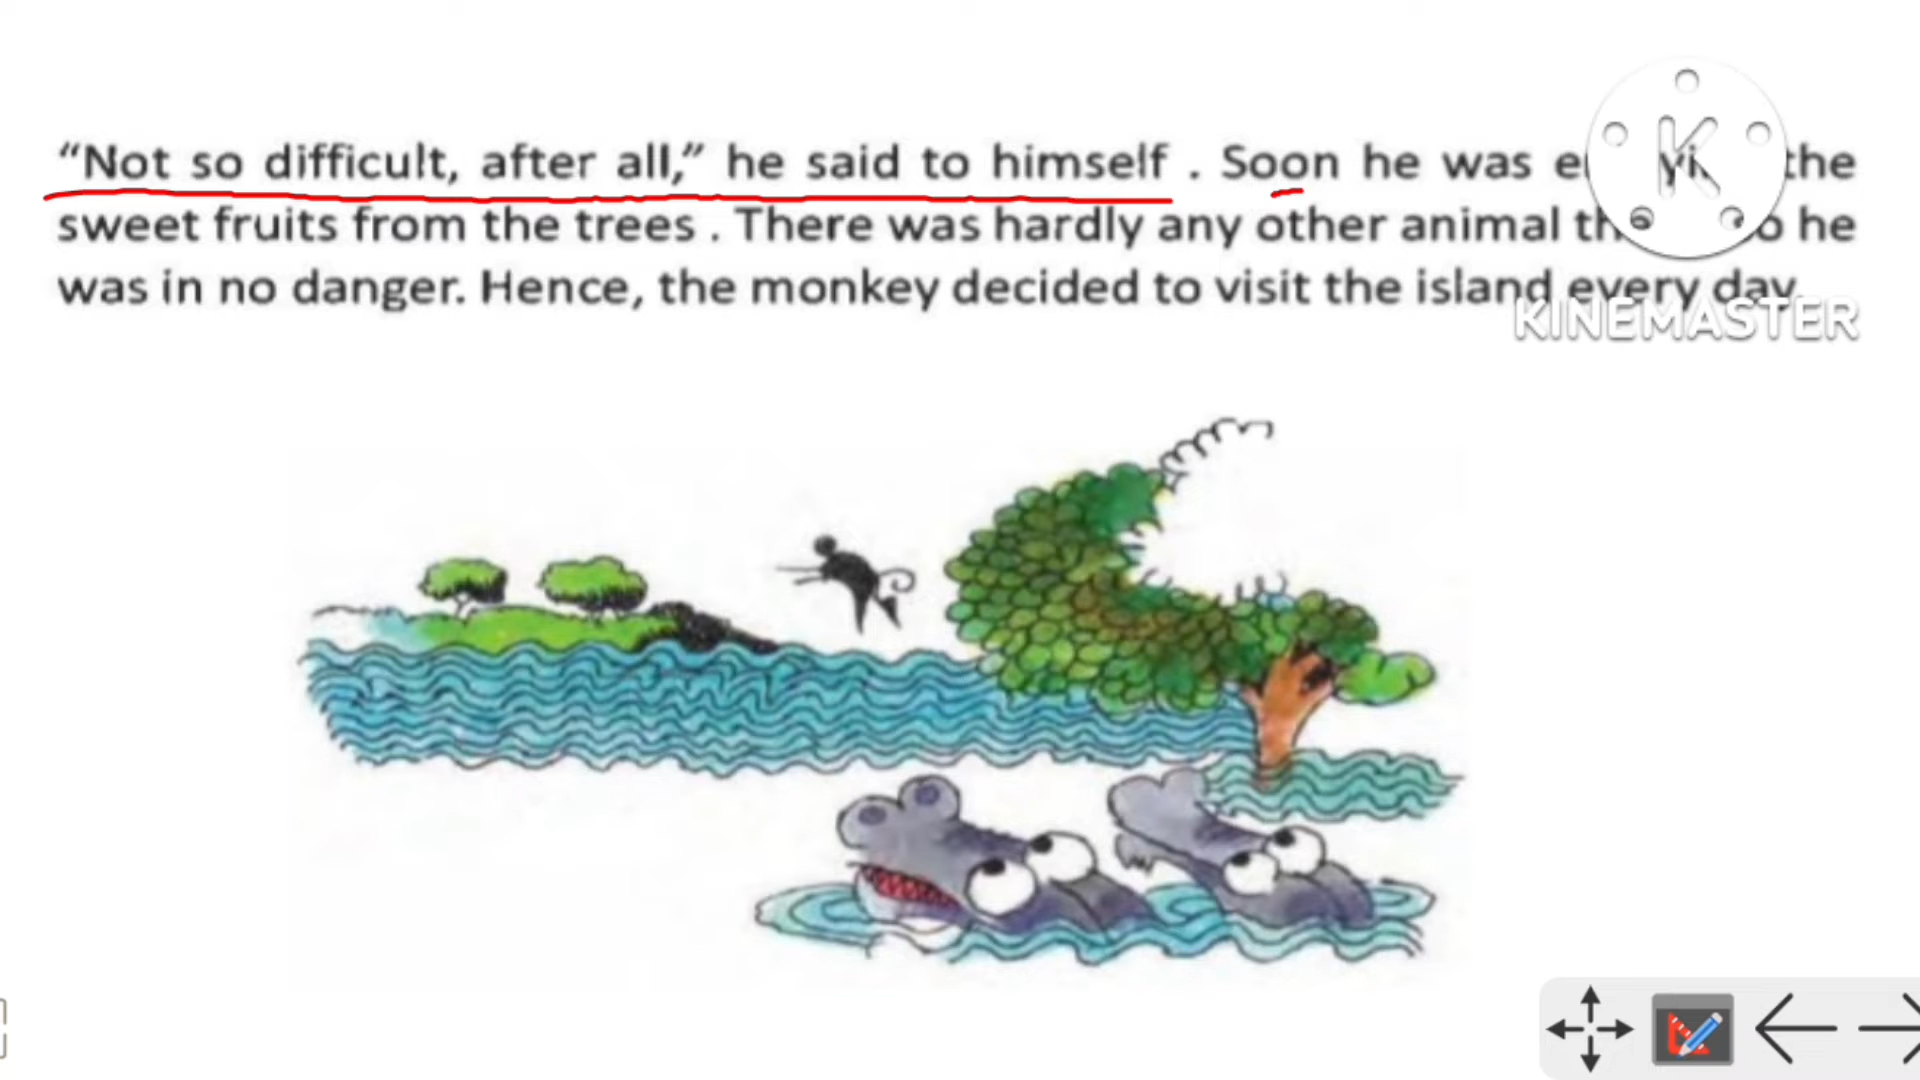 “Not so difficult, after all,” he said to himself . Soon he was the
sweet fruits from the trees . There was hardly any other animal he
was in no danger. Hence, the monkey decided to visit the island every day
K
KINEMASTER